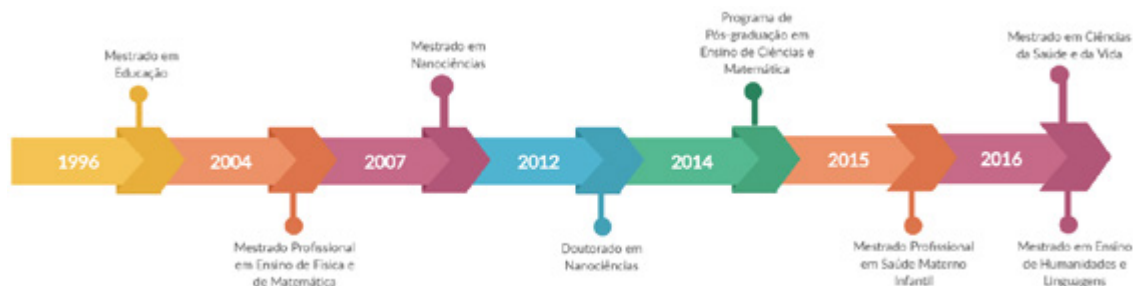 Mestrado em
Educação
1996
2004
Mestrado Profissional
em Ensino de Física e
de Matemática
Mestrado em
Nanociências
2007
2012
Doutorado em
Nanociências
Programa de
Pós-graduação em
Ensino de Ciências e
Matemática
2014
2015
Mestrado Profissional
em Saúde Materno
Infantil
Mestrado em Ciências
da Saúde e da Vida
2016
Mestrado em Ensino
de Humanidades e
Linguagens